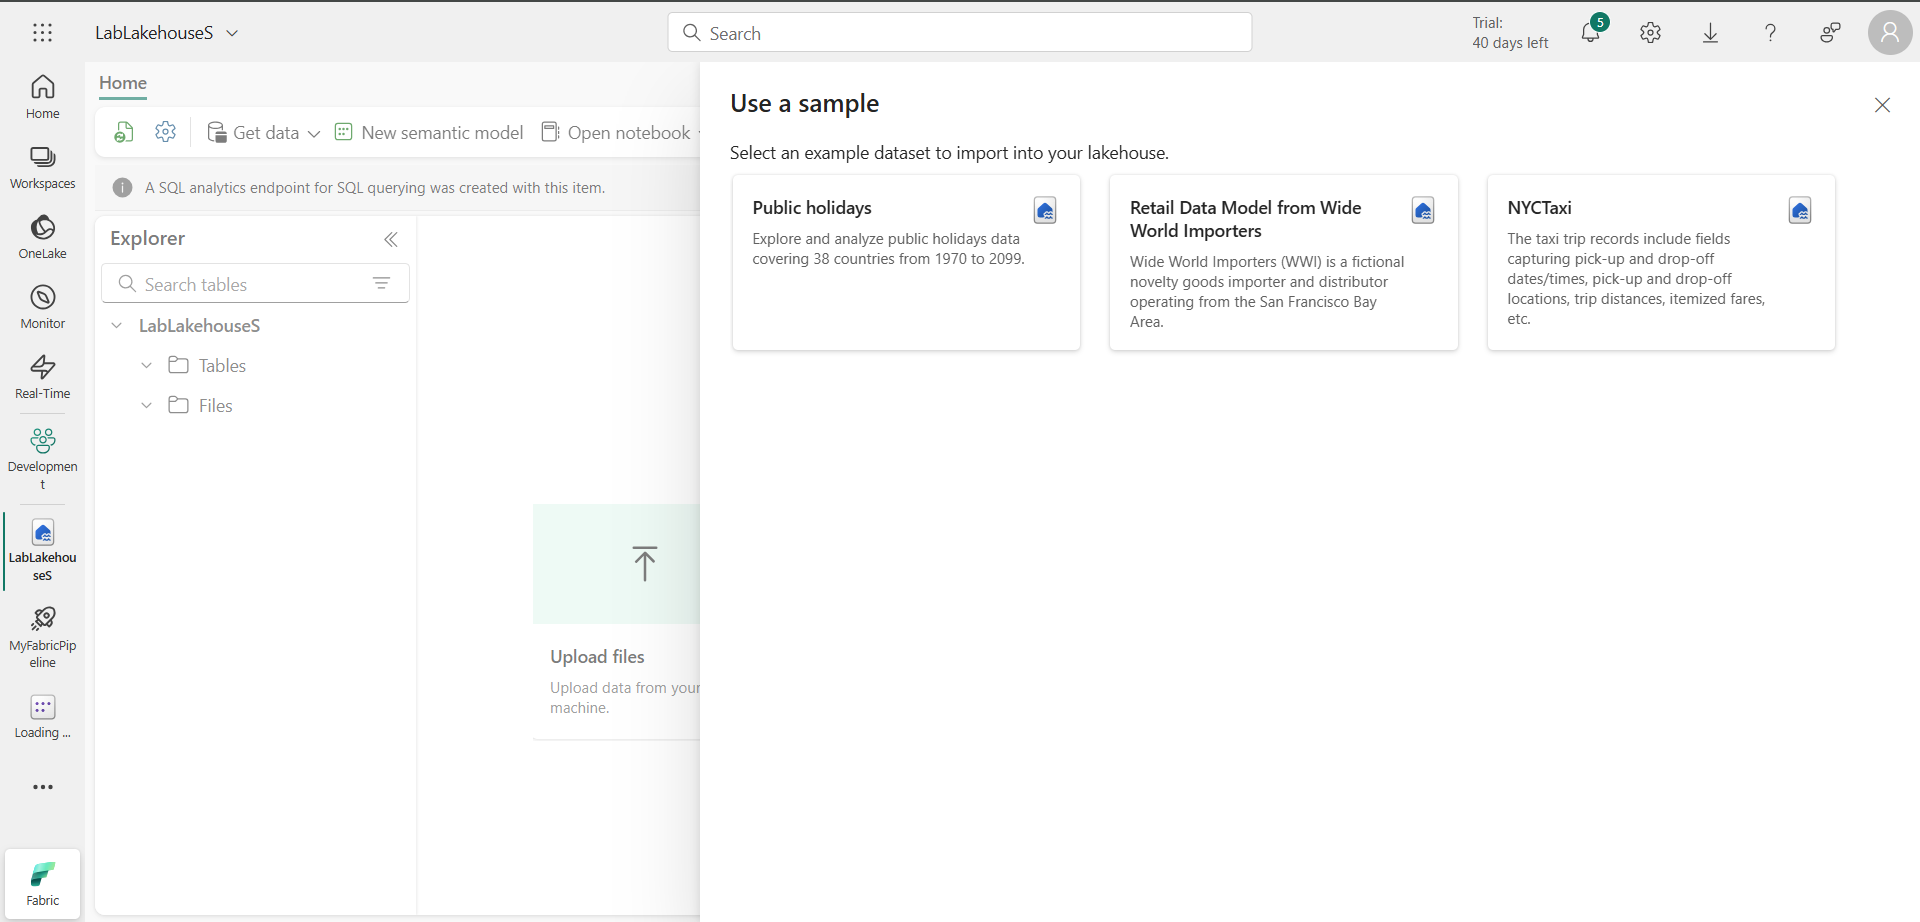 LabLakehouseS
Search
Trial:
40 days left
5
Home
Workspaces
OneLake
Monitor
Real-Time
Developmen
t
LabLakehou
seS
MyFabricPip
eline
Loading ...
Fabric
Home
Get data
New semantic model
Open notebook
A SQL analytics endpoint for SQL querying was created with this item.
Explorer
Search tables
LabLakehouseS
Tables
Files
Upload files
Upload data from your
machine.
Use a sample
Select an example dataset to import into your lakehouse.
Public holidays
Explore and analyze public holidays data
covering 38 countries from 1970 to 2099.
Retail Data Model from Wide
World Importers
Wide World Importers (WWI) is a fictional
novelty goods importer and distributor
operating from the San Francisco Bay
Area.
NYCTaxi
The taxi trip records include fields
capturing pick-up and drop-off
dates/times, pick-up and drop-off
locations, trip distances, itemized fares,
etc.